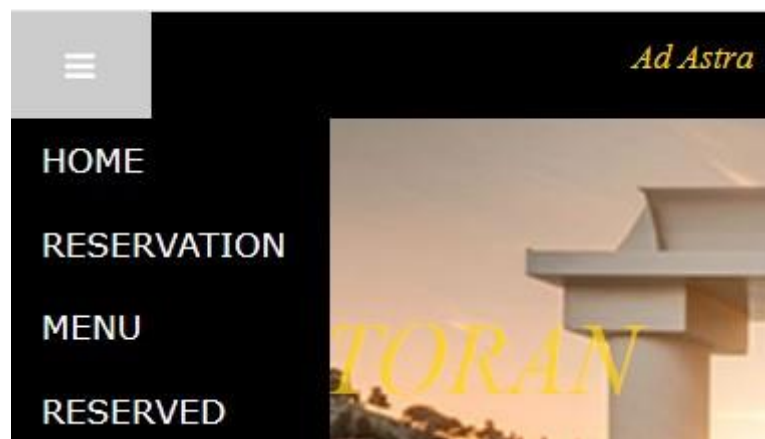 Ad Astra
HOME
RESERVATION
MENU
TORAN
RESERVED